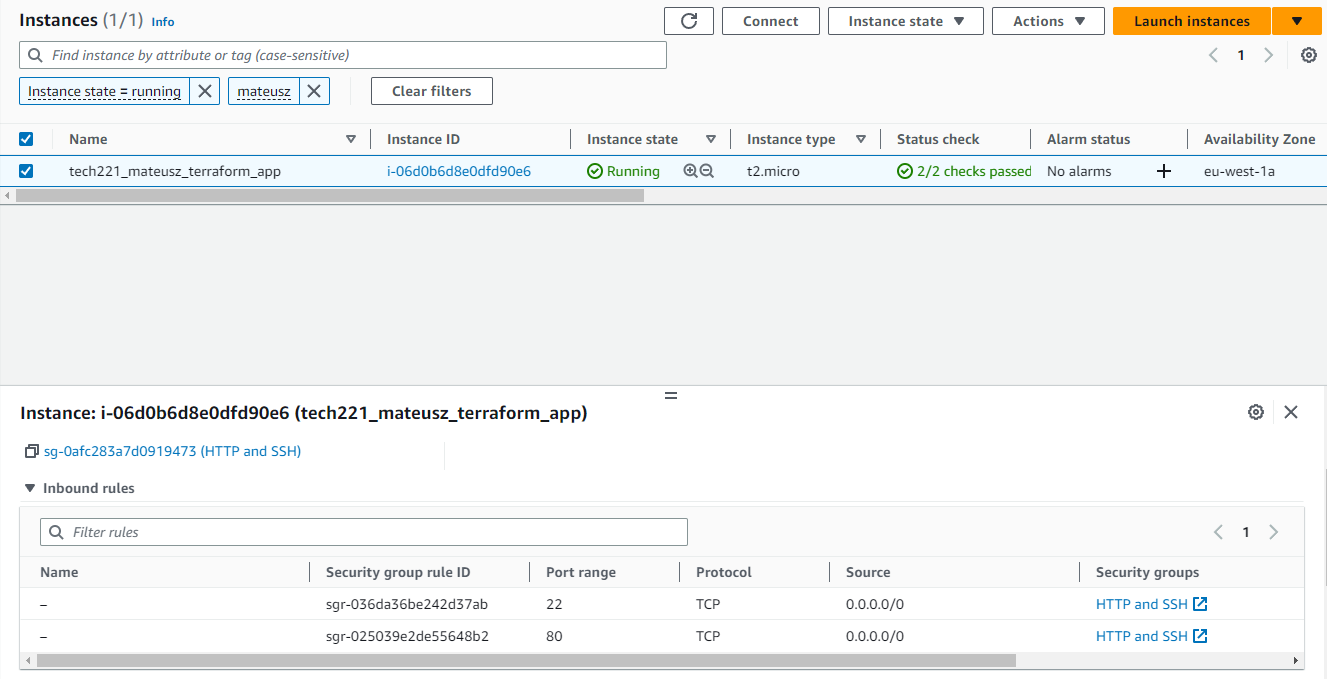 Instances (1/1) Info
Connect
Instance state
Actions
Launch instances
Find instance by attribute or tag (case-sensitive)
1
Instance state = running
mateusz
Clear filters
Name Instance ID Instance state Instance type Status check Alarm status Availability Zone
tech221_mateusz_terraform_app i-06d0b6d8e0dfd90e6 Running t2.micro 2/2 checks passed No alarms eu-west-1a
Instance: i-06d0b6d8e0dfd90e6 (tech221_mateusz_terraform_app)
sg-0afc283a7d0919473 (HTTP and SSH)
Inbound rules
Filter rules
1
Name Security group rule ID Port range Protocol Source Security groups
– sgr-036da36be242d37ab 22 TCP 0.0.0.0/0 HTTP and SSH
– sgr-025039e2de55648b2 80 TCP 0.0.0.0/0 HTTP and SSH